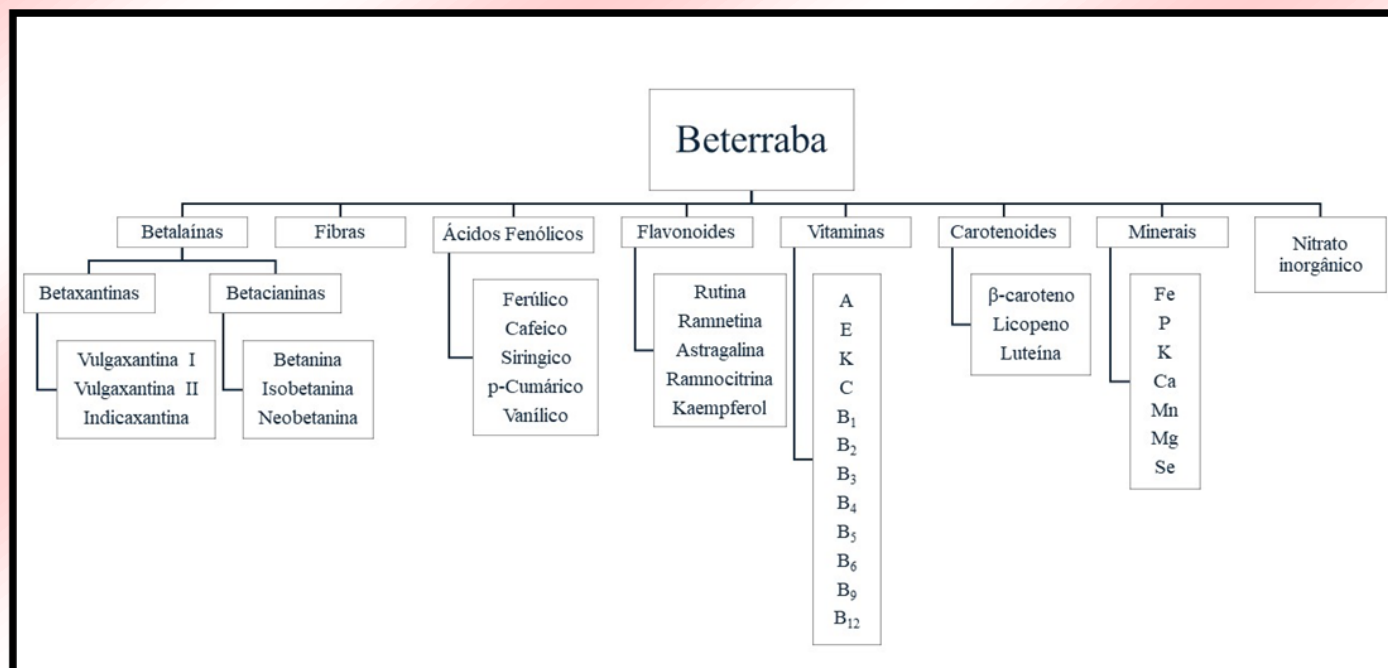 Beterraba
Betalaínas
Fibras
Ácidos Fenólicos
Flavonoides
Vitaminas
Carotenoides
Minerais
Nitrato
inorgânico
Betaxantinas
Betacianinas
Vulgaxantina I
Vulgaxantina II
Indicaxantina
Betanina
Isobetanina
Neobetanina
Ferúlico
Cafeico
Siringico
p-Cumárico
Vanílico
Rutina
Ramnetina
Astragalina
Ramnocitrina
Kaempferol
A
E
K
C
B₁
B₂
B₃
B₄
B₅
B₆
B₉
B₁₂
β-caroteno
Licopeno
Luteína
Fe
P
K
Ca
Mn
Mg
Se